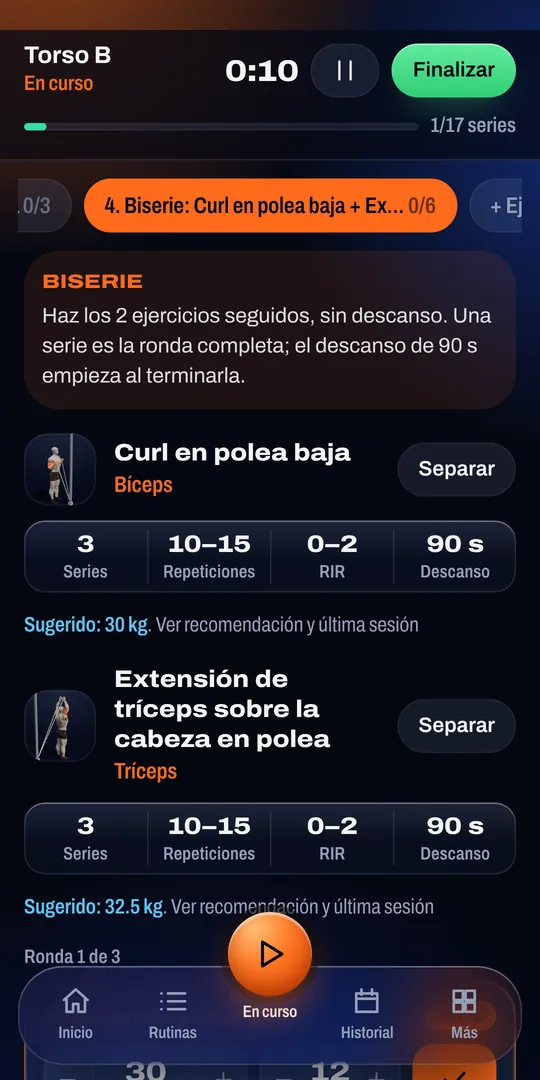 Torso B
En curso
0:10
Finalizar
1/17 series
0/3
4. Biserie: Curl en polea baja + Ex... 0/6
+ Ej
BISERIE
Haz los 2 ejercicios seguidos, sin descanso. Una
serie es la ronda completa; el descanso de 90 s
empieza al terminarla.
Curl en polea baja
Bíceps
Separar
3 10–15 0–2 90 s
Series Repeticiones RIR Descanso
Sugerido: 30 kg. Ver recomendación y última sesión
Extensión de
tríceps sobre la
cabeza en polea
Tríceps
Separar
3 10–15 0–2 90 s
Series Repeticiones RIR Descanso
Sugerido: 32.5 kg. Ver recomendación y última sesión
Ronda 1 de 3
Inicio Rutinas En curso Historial Más
− 30 + − 12 +